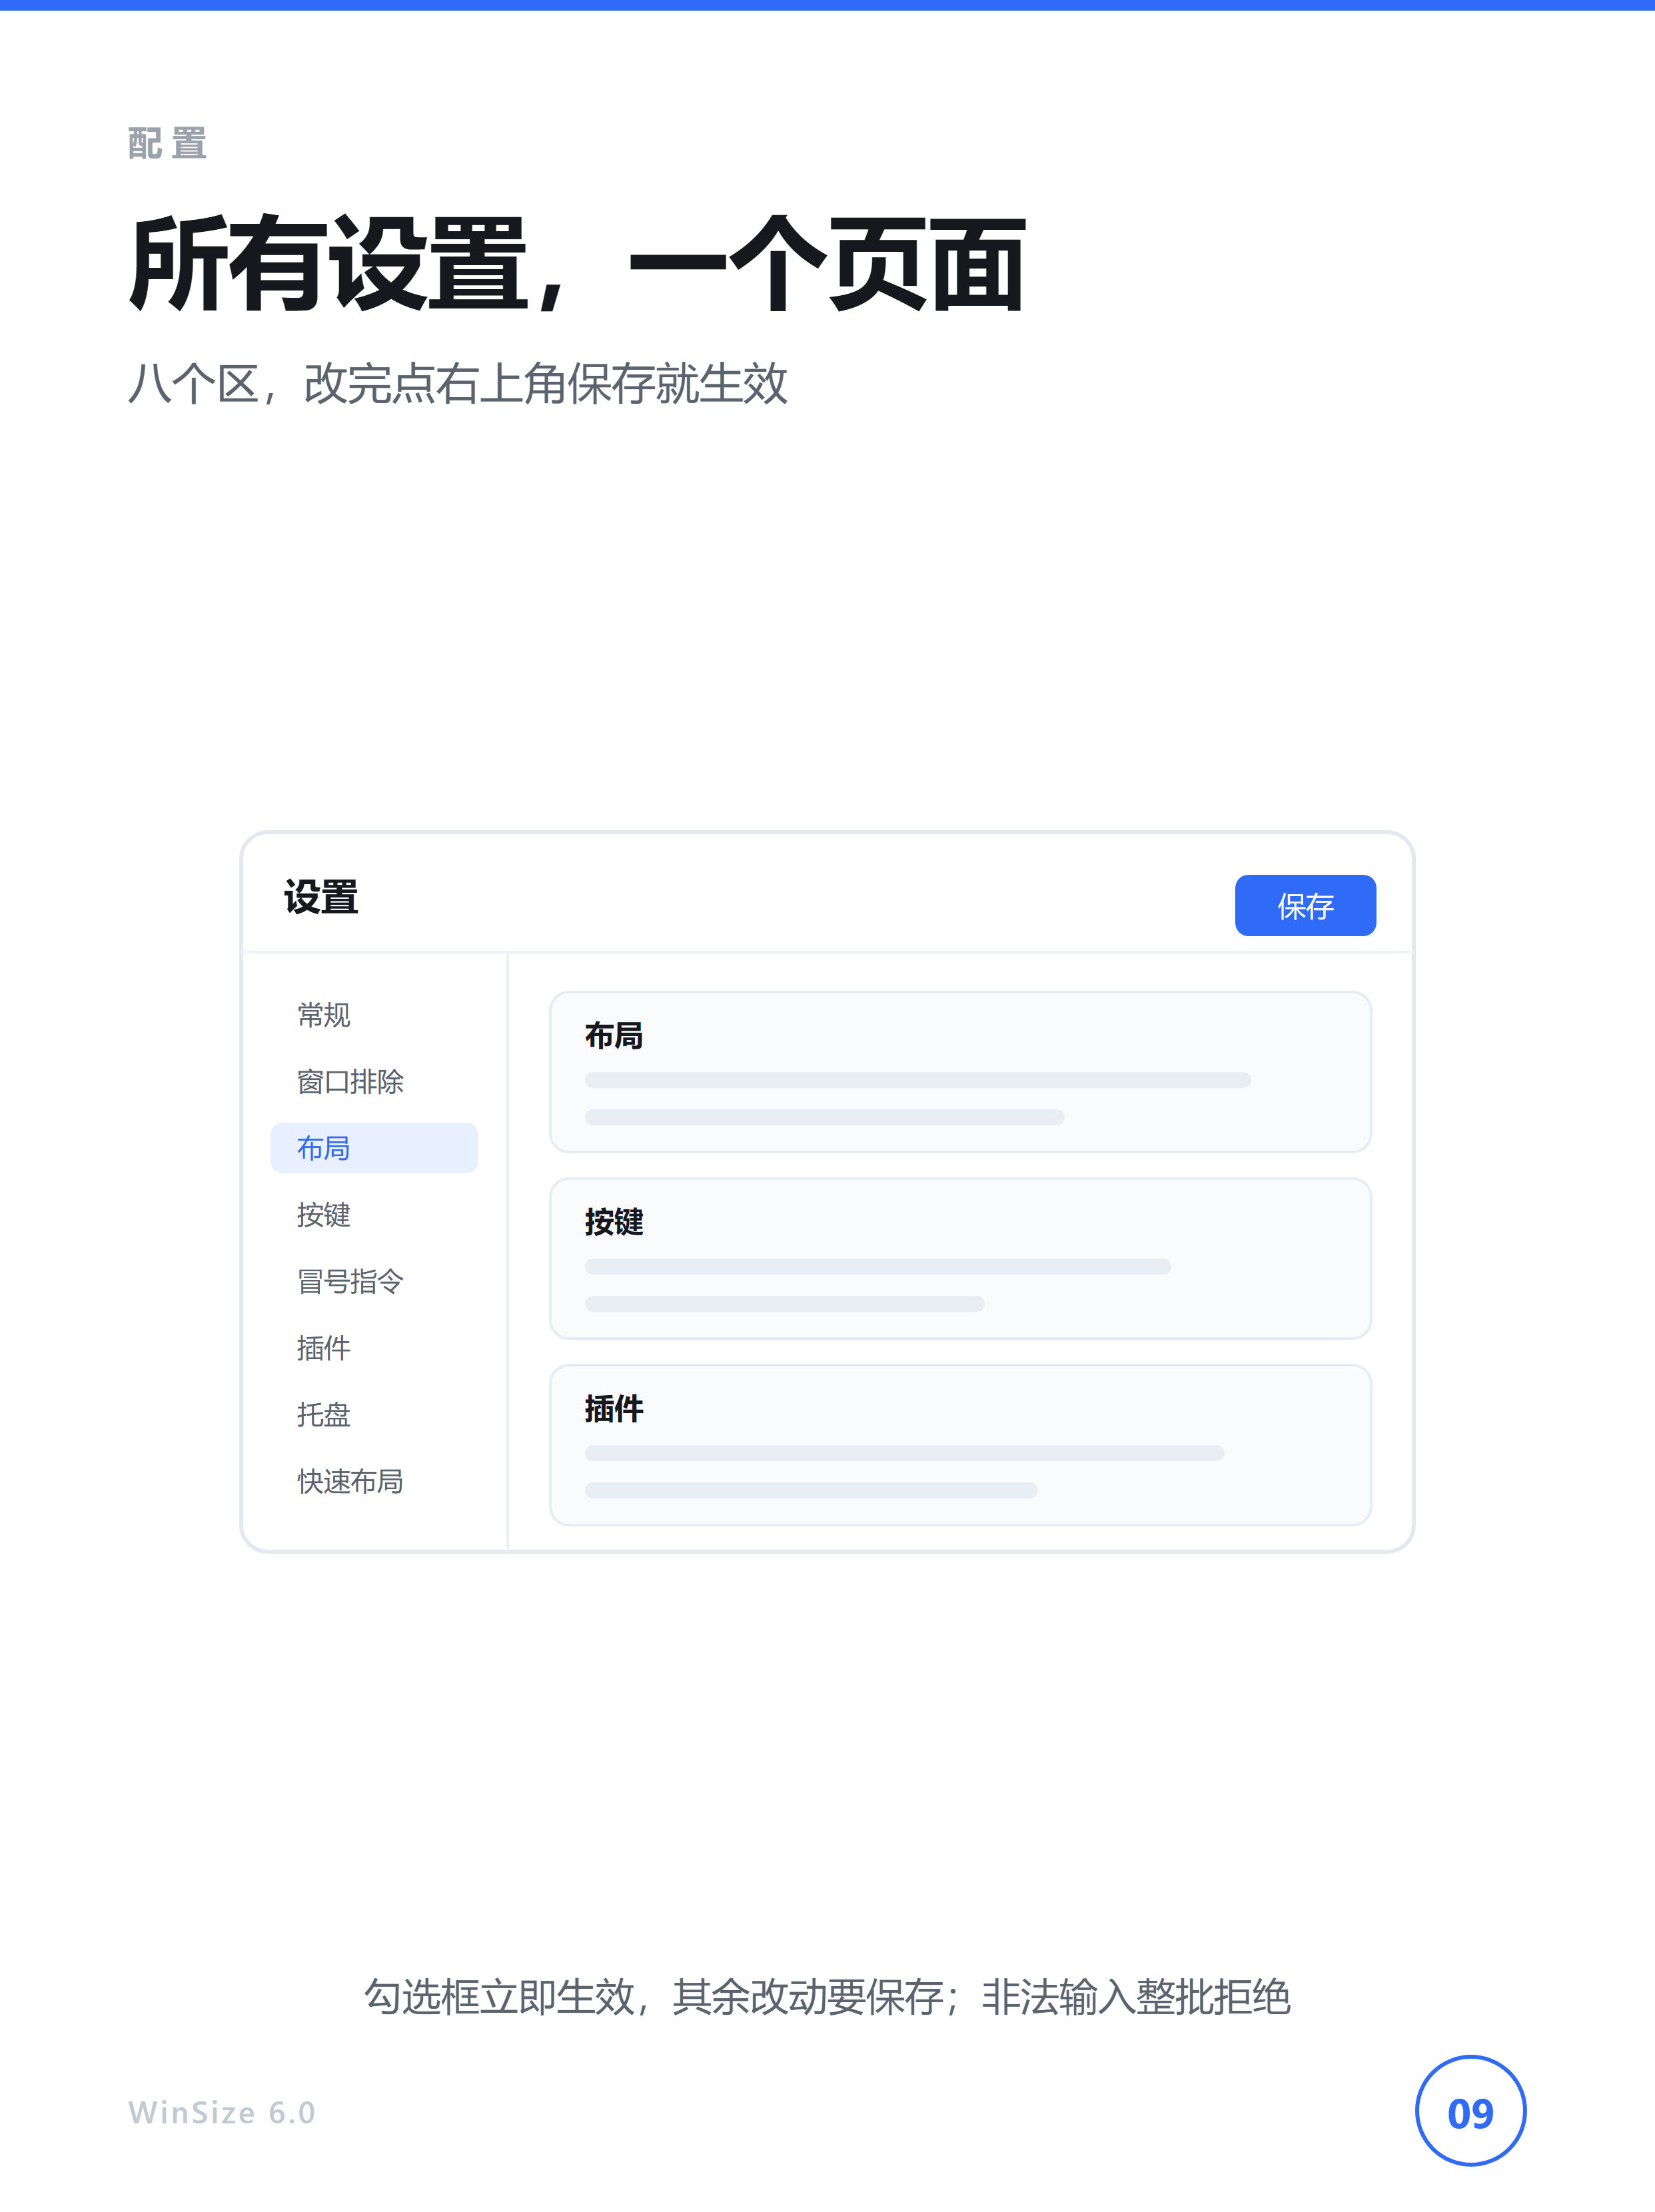 配置
所有设置，一个页面
八个区，改完点右上角保存就生效
设置
保存
常规
窗口排除
布局
按键
冒号指令
插件
托盘
快速布局
布局
按键
插件
勾选框立即生效，其余改动要保存；非法输入整批拒绝
WinSize 6.0
09